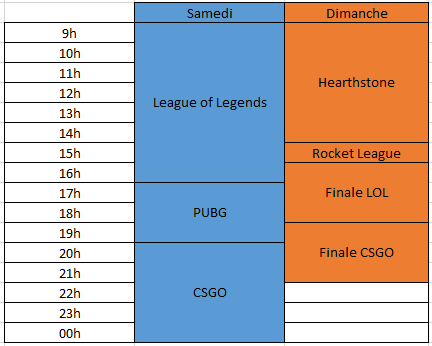 Samedi Dimanche
9h
10h
11h
12h
13h
14h
15h
16h
17h
18h
19h
20h
21h
22h
23h
00h
League of Legends
PUBG
CSGO
Hearthstone
Rocket League
Finale LOL
Finale CSGO